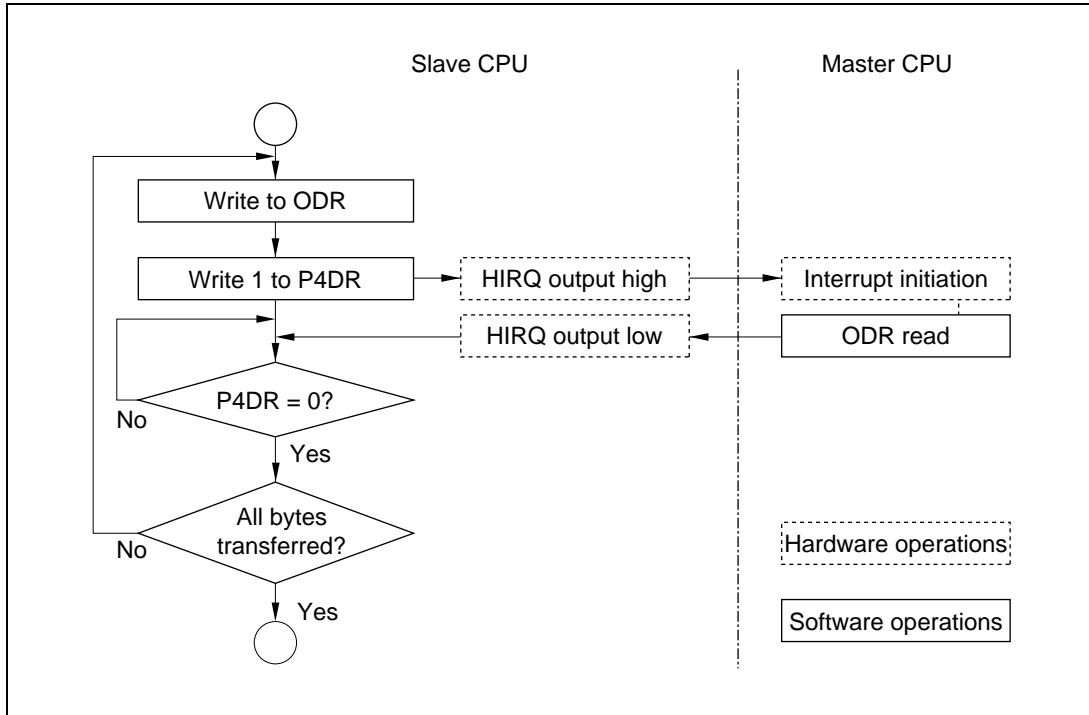 Slave CPU
Master CPU
Write to ODR
Write 1 to P4DR
HIRQ output high
Interrupt initiation
HIRQ output low
ODR read
P4DR = 0?
No
Yes
All bytes
transferred?
No
Yes
Hardware operations
Software operations